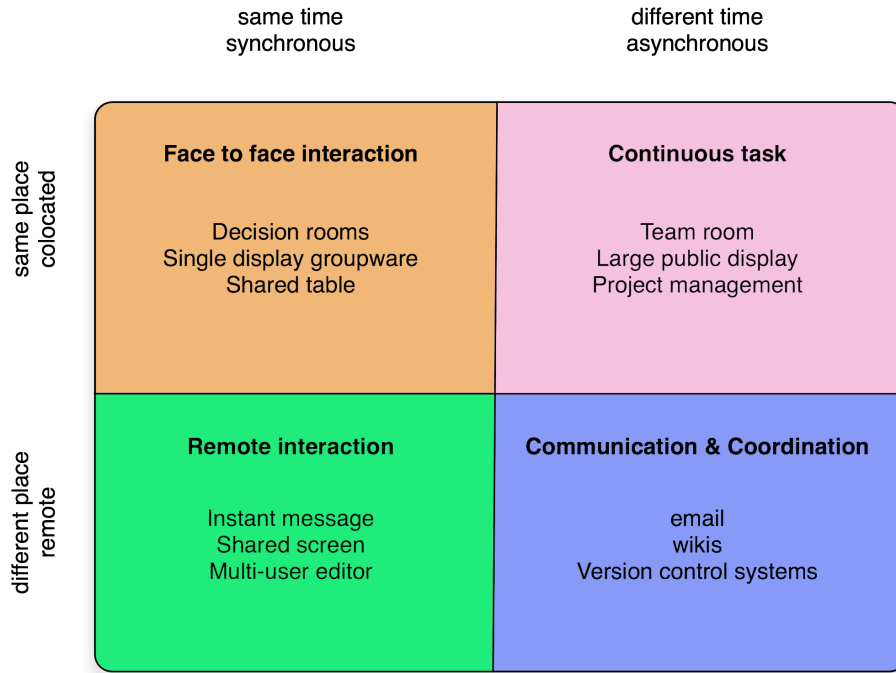 same time
synchronous
different time
asynchronous
same place
colocated
Face to face interaction
Decision rooms
Single display groupware
Shared table
Continuous task
Team room
Large public display
Project management
different place
remote
Remote interaction
Instant message
Shared screen
Multi-user editor
Communication & Coordination
email
wikis
Version control systems